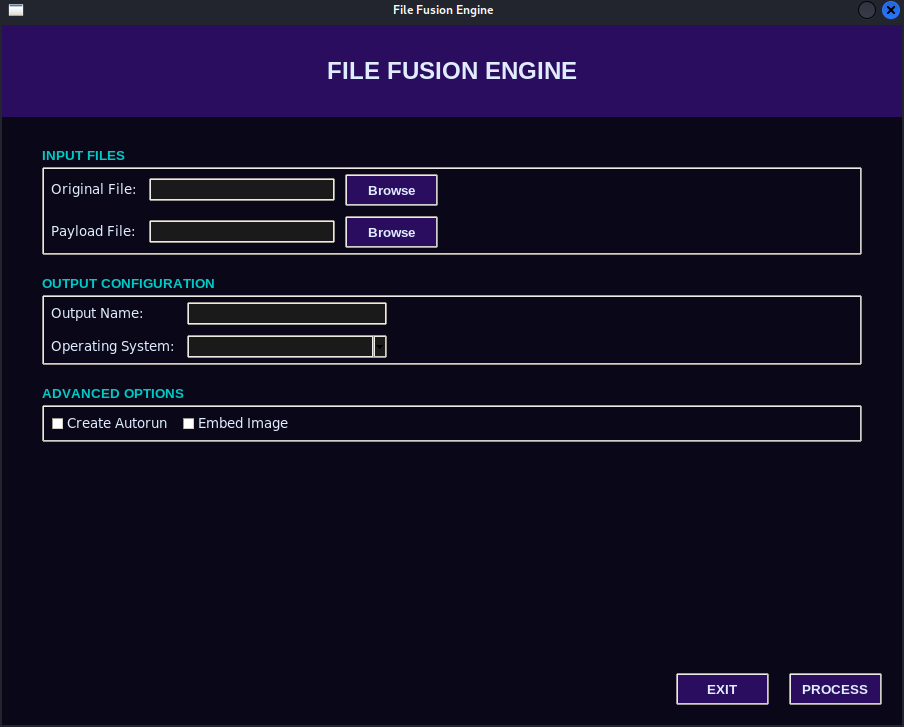 File Fusion Engine
FILE FUSION ENGINE
INPUT FILES
Original File: Browse
Payload File: Browse
OUTPUT CONFIGURATION
Output Name:
Operating System:
ADVANCED OPTIONS
Create Autorun Embed Image
EXIT PROCESS